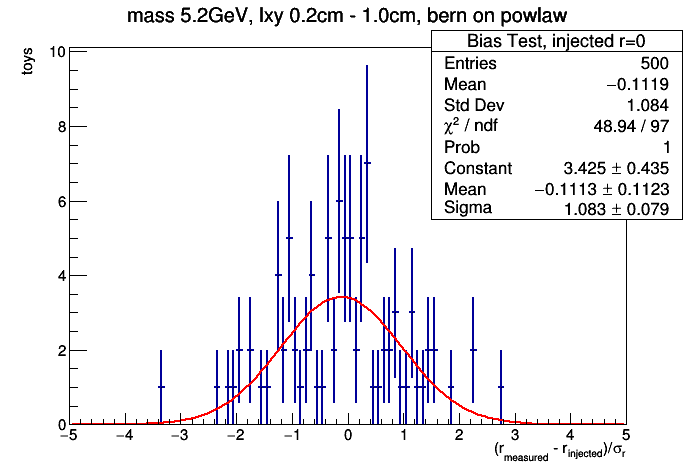 mass 5.2GeV, lxy 0.2cm - 1.0cm, bern on powlaw
toys
Bias Test, injected r=0
Entries 500
Mean −0.1119
Std Dev 1.084
χ² / ndf 48.94 / 97
Prob 1
Constant 3.425 ± 0.435
Mean −0.1113 ± 0.1123
Sigma 1.083 ± 0.079
10
8
6
4
2
0
−5 −4 −3 −2 −1 0 1 2 3 4 5
(r_measured - r_injected)/σ_r